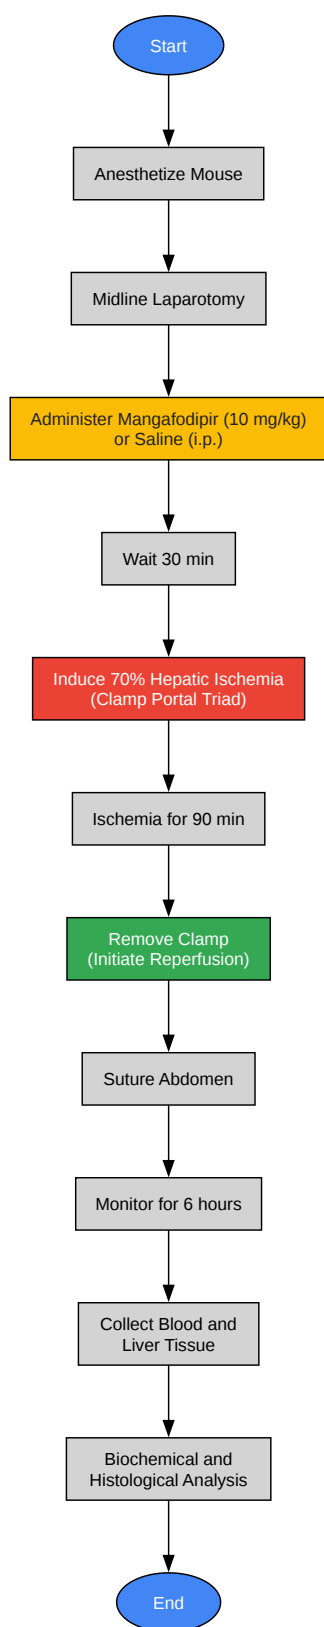 Start
Anesthetize Mouse
Midline Laparotomy
Administer Mangafodipir (10 mg/kg)
or Saline (i.p.)
Wait 30 min
Induce 70% Hepatic Ischemia
(Clamp Portal Triad)
Ischemia for 90 min
Remove Clamp
(Initiate Reperfusion)
Suture Abdomen
Monitor for 6 hours
Collect Blood and
Liver Tissue
Biochemical and
Histological Analysis
End